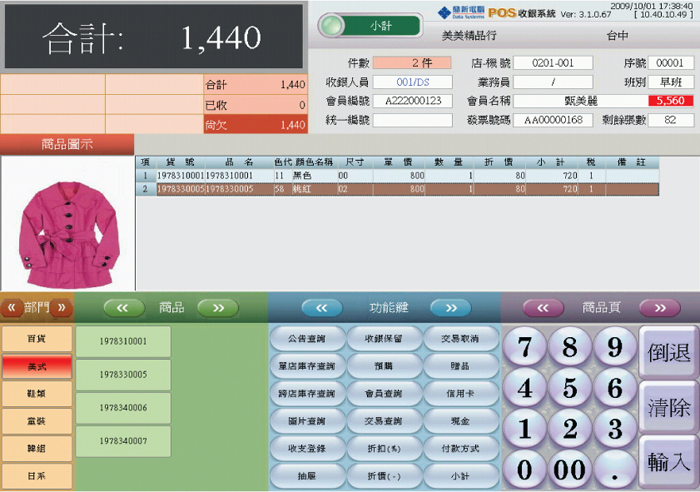 合計: 1,440
小計
鼎新電腦 Data Systems POS 收銀系統 Ver: 3.1.0.67
2009/10/01 17:38:40
[ 10.40.10.49 ]
美美精品行 台中
件數 2 件 店-機 號 0201-001 序號 00001
收銀人員 001/DS 業務員 / 班別 早班
會員編號 A222000123 會員名稱 甄美麗 5,560
統一編號 發票號碼 AA00000168 剩餘張數 82
合計 1,440
已收 0
尚欠 1,440
商品圖示
項 貨 號 品 名 色代 顏色名稱 尺寸 單 價 數 量 折 價 小 計 稅 備 註
1 1978310001 1978310001 11 黑色 00 800 1 80 720 1
2 1978330005 1978330005 58 桃紅 02 800 1 80 720 1
« 部門 » « 商品 » « 功能鍵 » « 商品頁 »
百貨
美式
鞋類
童裝
韓組
日系
1978310001
1978330005
1978340006
1978340007
公告查詢 收銀保留 交易取消
單店庫存查詢 預購 贈品
跨店庫存查詢 會員查詢 信用卡
圖片查詢 交易查詢 現金
收支登錄 折扣(%) 付款方式
抽屜 折價(-) 小計
7 8 9 倒退
4 5 6
1 2 3 清除
0 00 . 輸入